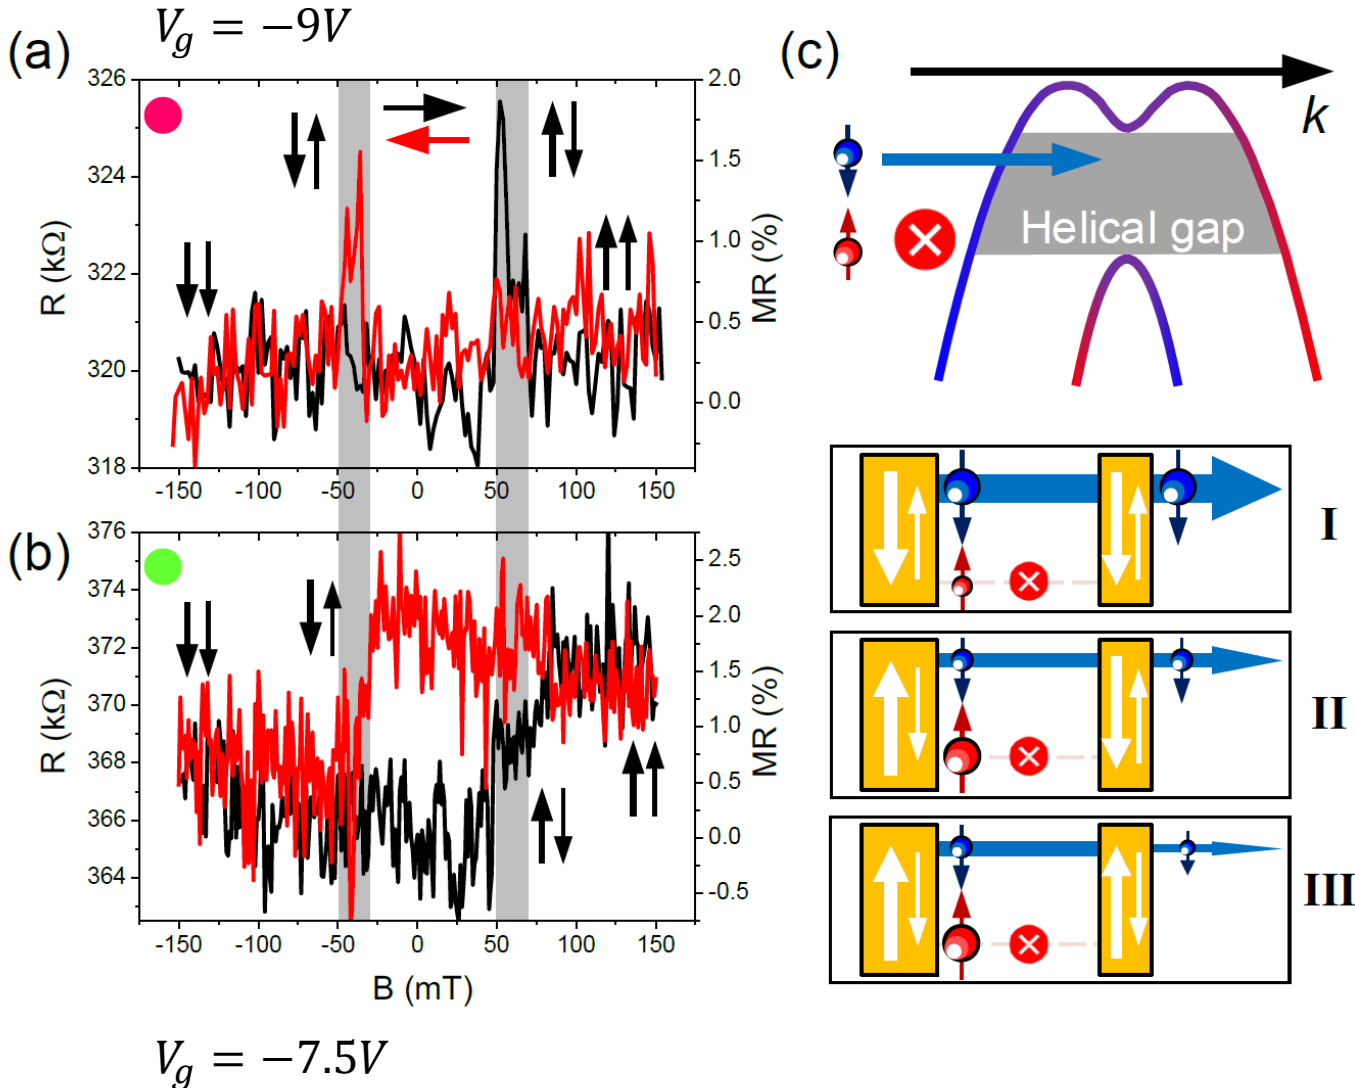 V_g = −9V
(a)
326
324
322
320
318
R (kΩ)
2.0
1.5
1.0
0.5
0.0
MR (%)
-150 -100 -50 0 50 100 150
(b)
376
374
372
370
368
366
364
R (kΩ)
2.5
2.0
1.5
1.0
0.5
0.0
-0.5
MR (%)
-150 -100 -50 0 50 100 150
B (mT)
V_g = −7.5V
(c)
k
Helical gap
I
II
III